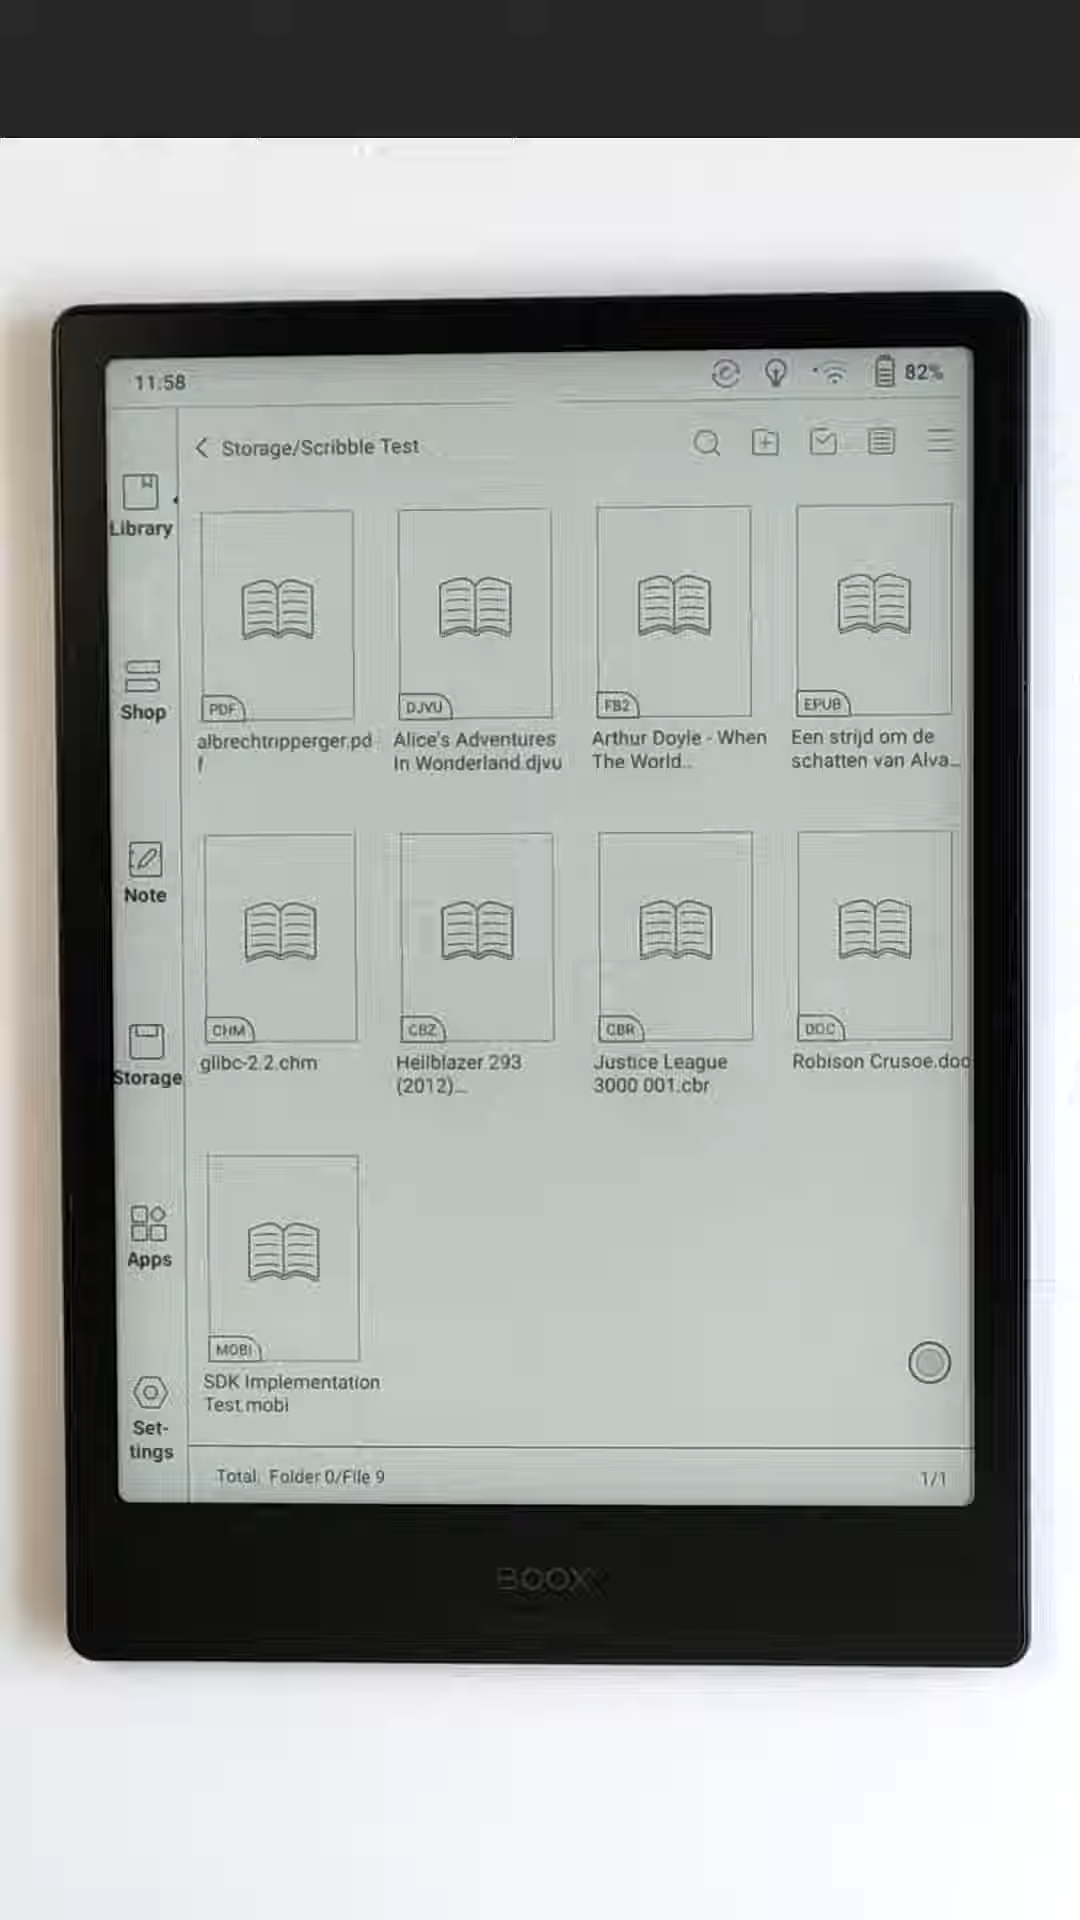 11:58
82%
Storage/Scribble Test
Library
Shop
Note
Storage
Apps
Set-
tings
PDF
albrechtripperger.pd
f
DJVU
Alice's Adventures
In Wonderland.djvu
FB2
Arthur Doyle - When
The World...
EPUB
Een strijd om de
schatten van Alva...
CHM
glibc-2.2.chm
CBZ
Hellblazer 293
(2012)...
CBR
Justice League
3000 001.cbr
DOC
Robison Crusoe.doc
MOBI
SDK Implementation
Test.mobi
Total: Folder 0/File 9
1/1
BOOX